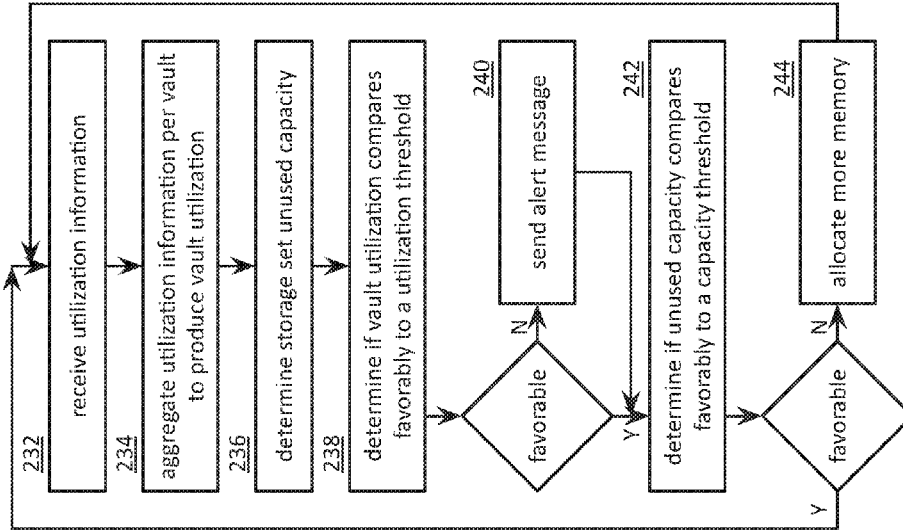 232
receive utilization information
234
aggregate utilization information per vault
to produce vault utilization
236
determine storage set unused capacity
238
determine if vault utilization compares
favorably to a utilization threshold
favorable
N
Y
240
send alert message
242
determine if unused capacity compares
favorably to a capacity threshold
favorable
Y
N
244
allocate more memory